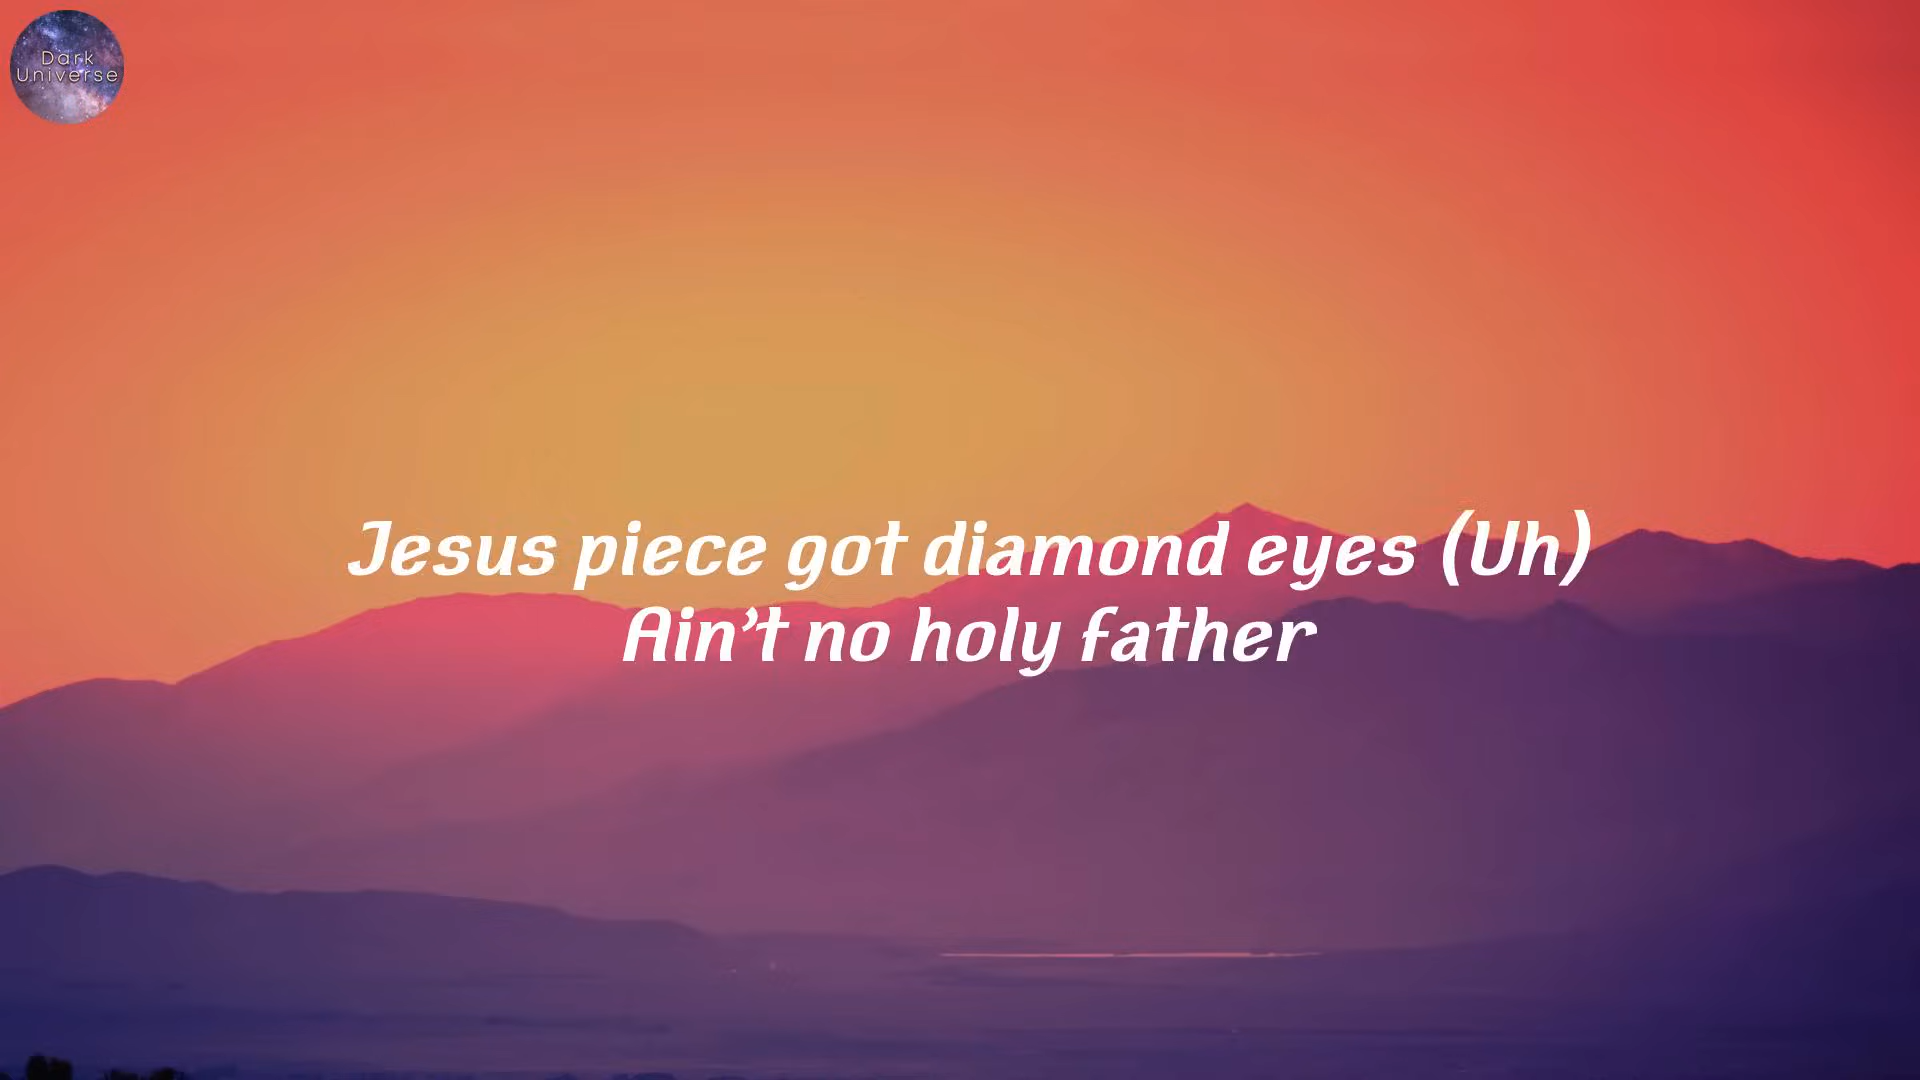 Dark
Universe
Jesus piece got diamond eyes (Uh)
Ain't no holy father